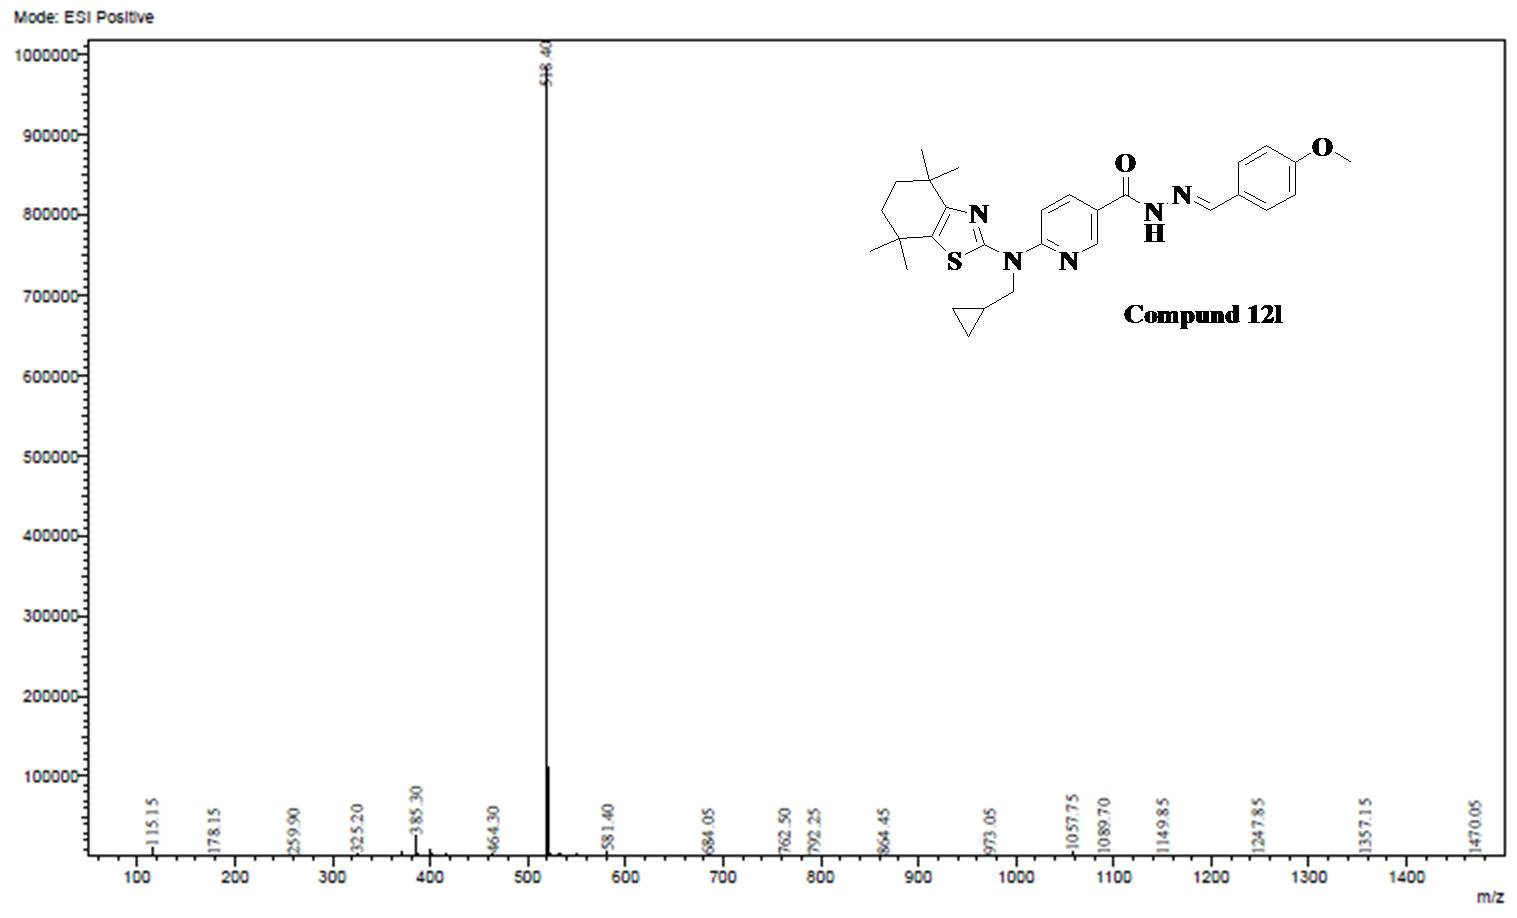 Mode: ESI Positive
1000000
900000
800000
700000
600000
500000
400000
300000
200000
100000
518.40
115.15
178.15
259.90
325.20
385.30
464.30
581.40
684.05
762.50
792.25
864.45
973.05
1057.75
1089.70
1149.85
1247.85
1357.15
1470.05
O
O
N
N
N
H
S
N
N
Compund 12l
100 200 300 400 500 600 700 800 900 1000 1100 1200 1300 1400
m/z